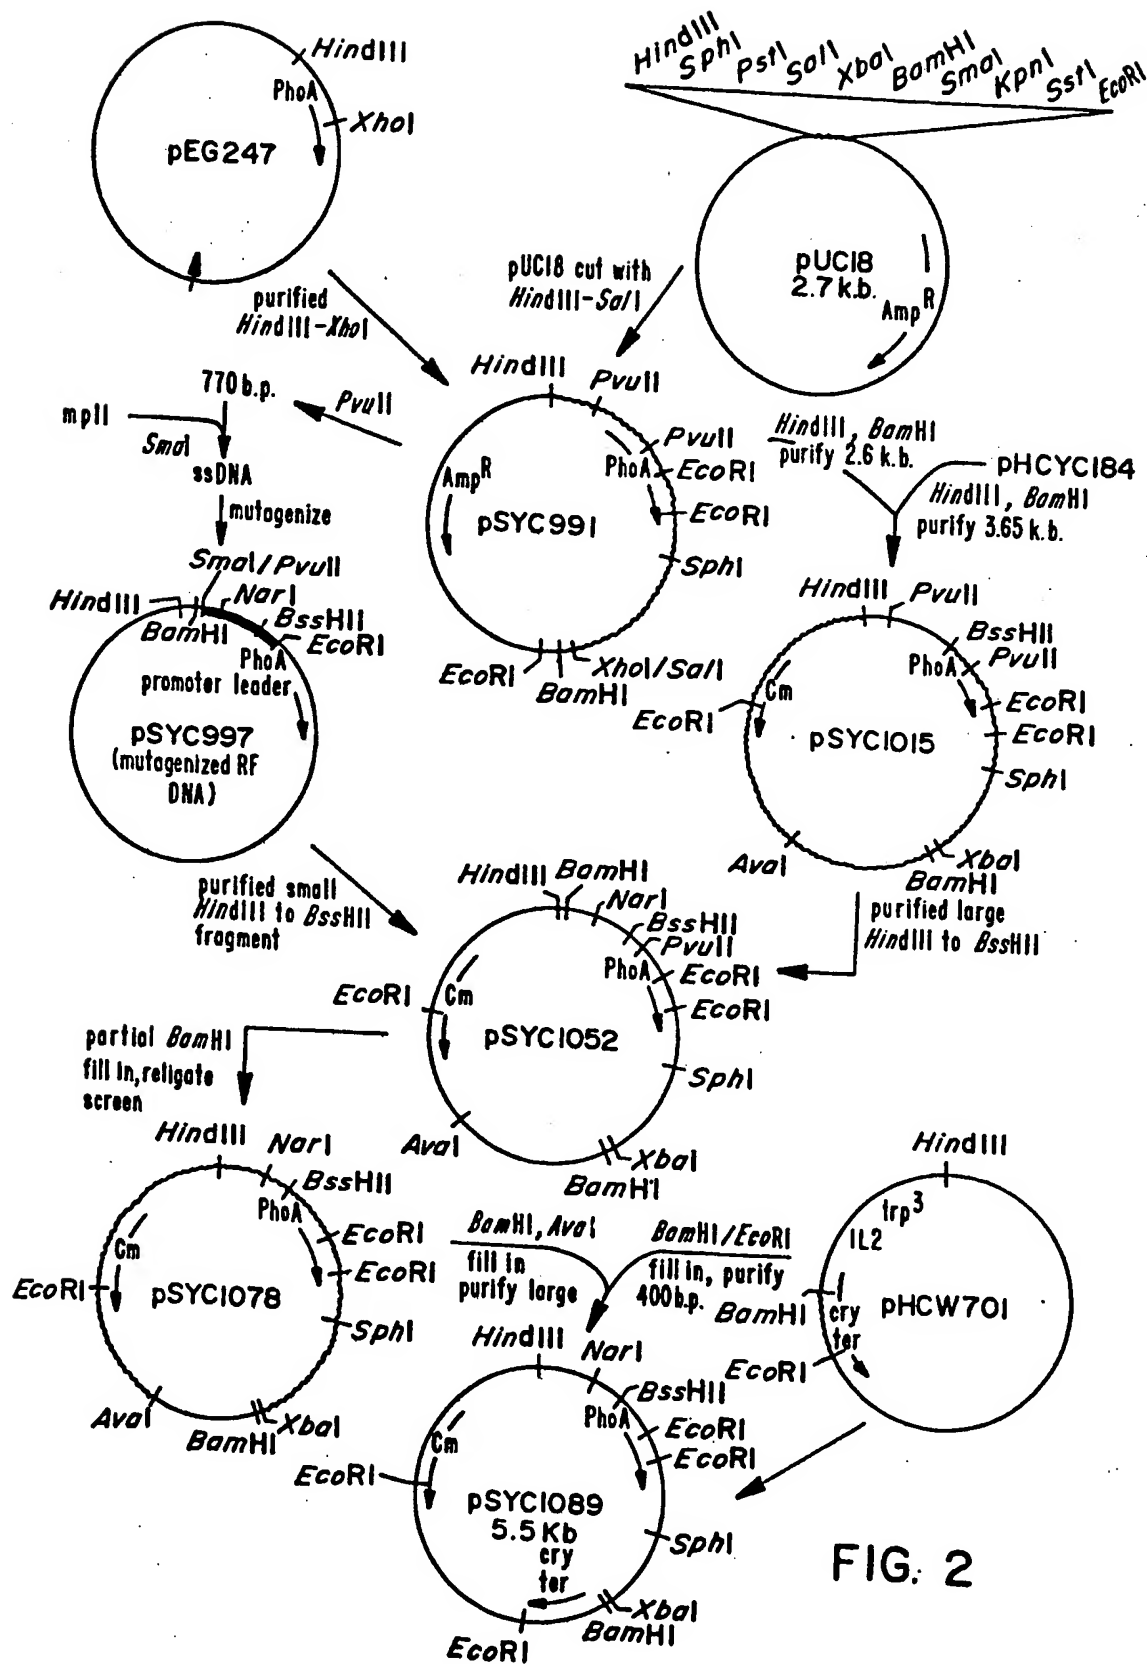 HindIII
PhoA
XhoI
pEG247
HindIII
SphI
PstI
SalI
XbaI
BamHI
SmaI
KpnI
SstI
EcoRI
pUC18
2.7 k.b.
Amp R
purified
HindIII-XhoI
pUC18 cut with
HindIII-SalI
770 b.p.
PvuII
mp11
SmaI
ssDNA
mutagenize
HindIII
PvuII
PvuII
PhoA
EcoRI
EcoRI
SphI
Amp R
pSYC991
EcoRI
BamHI
XhoI/SalI
HindIII, BamHI
purify 2.6 k.b.
pHCYC184
HindIII, BamHI
purify 3.65 k.b.
SmaI/PvuII
HindIII
NarI
BamHI
BssHII
EcoRI
PhoA
promoter leader
pSYC997
(mutagenized RF
DNA)
HindIII
PvuII
BssHII
PhoA
PvuII
EcoRI
EcoRI
Cm
EcoRI
pSYC1015
SphI
AvaI
XbaI
BamHI
purified small
HindIII to BssHII
fragment
purified large
HindIII to BssHII
HindIII
BamHI
NarI
BssHII
PvuII
PhoA
EcoRI
EcoRI
EcoRI
Cm
pSYC1052
SphI
AvaI
XbaI
BamHI
partial BamHI
fill in, religate
screen
HindIII
NarI
BssHII
PhoA
EcoRI
EcoRI
Cm
EcoRI
pSYC1078
SphI
AvaI
XbaI
BamHI
BamHI, AvaI
fill in
purify large
BamHI/EcoRI
fill in, purify
400 b.p.
HindIII
trp3
IL2
BamHI
cry
ter
EcoRI
pHCW701
HindIII
NarI
BssHII
PhoA
EcoRI
EcoRI
Cm
EcoRI
pSYC1089
5.5 Kb
cry
ter
SphI
XbaI
BamHI
EcoRI
FIG. 2